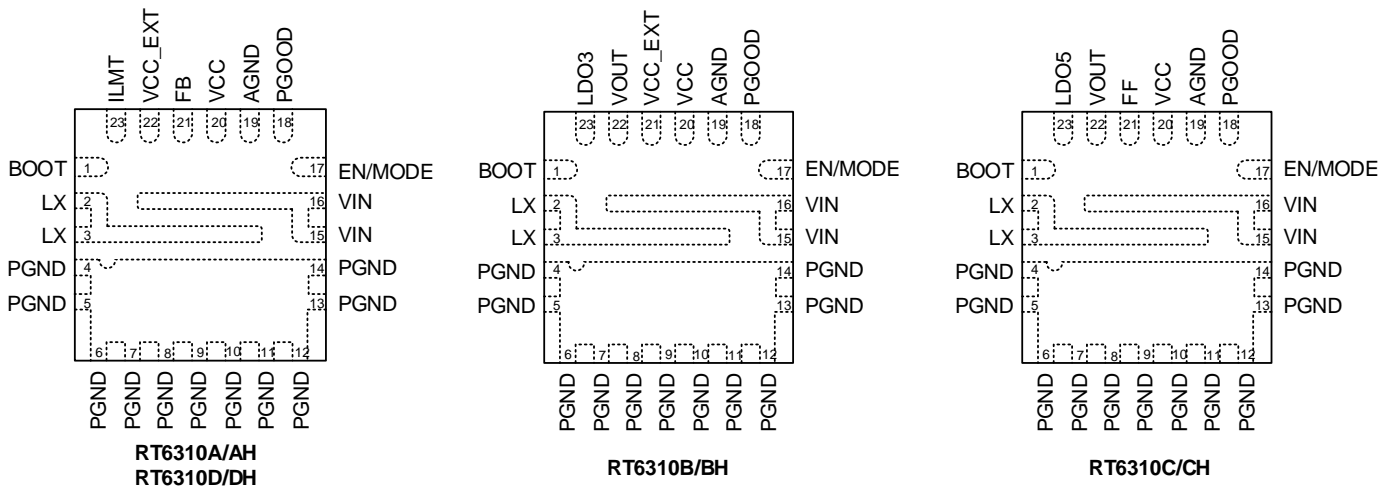 ILMT VCC_EXT FB VCC AGND PGOOD
23 22 21 20 19 18
BOOT 1 17 EN/MODE
LX 2 16 VIN
LX 3 15 VIN
PGND 4 14 PGND
PGND 5 13 PGND
6 7 8 9 10 11 12
PGND PGND PGND PGND PGND PGND PGND
RT6310A/AH
RT6310D/DH
LDO3 VOUT VCC_EXT VCC AGND PGOOD
23 22 21 20 19 18
BOOT 1 17 EN/MODE
LX 2 16 VIN
LX 3 15 VIN
PGND 4 14 PGND
PGND 5 13 PGND
6 7 8 9 10 11 12
PGND PGND PGND PGND PGND PGND PGND
RT6310B/BH
LDO5 VOUT FF VCC AGND PGOOD
23 22 21 20 19 18
BOOT 1 17 EN/MODE
LX 2 16 VIN
LX 3 15 VIN
PGND 4 14 PGND
PGND 5 13 PGND
6 7 8 9 10 11 12
PGND PGND PGND PGND PGND PGND PGND
RT6310C/CH